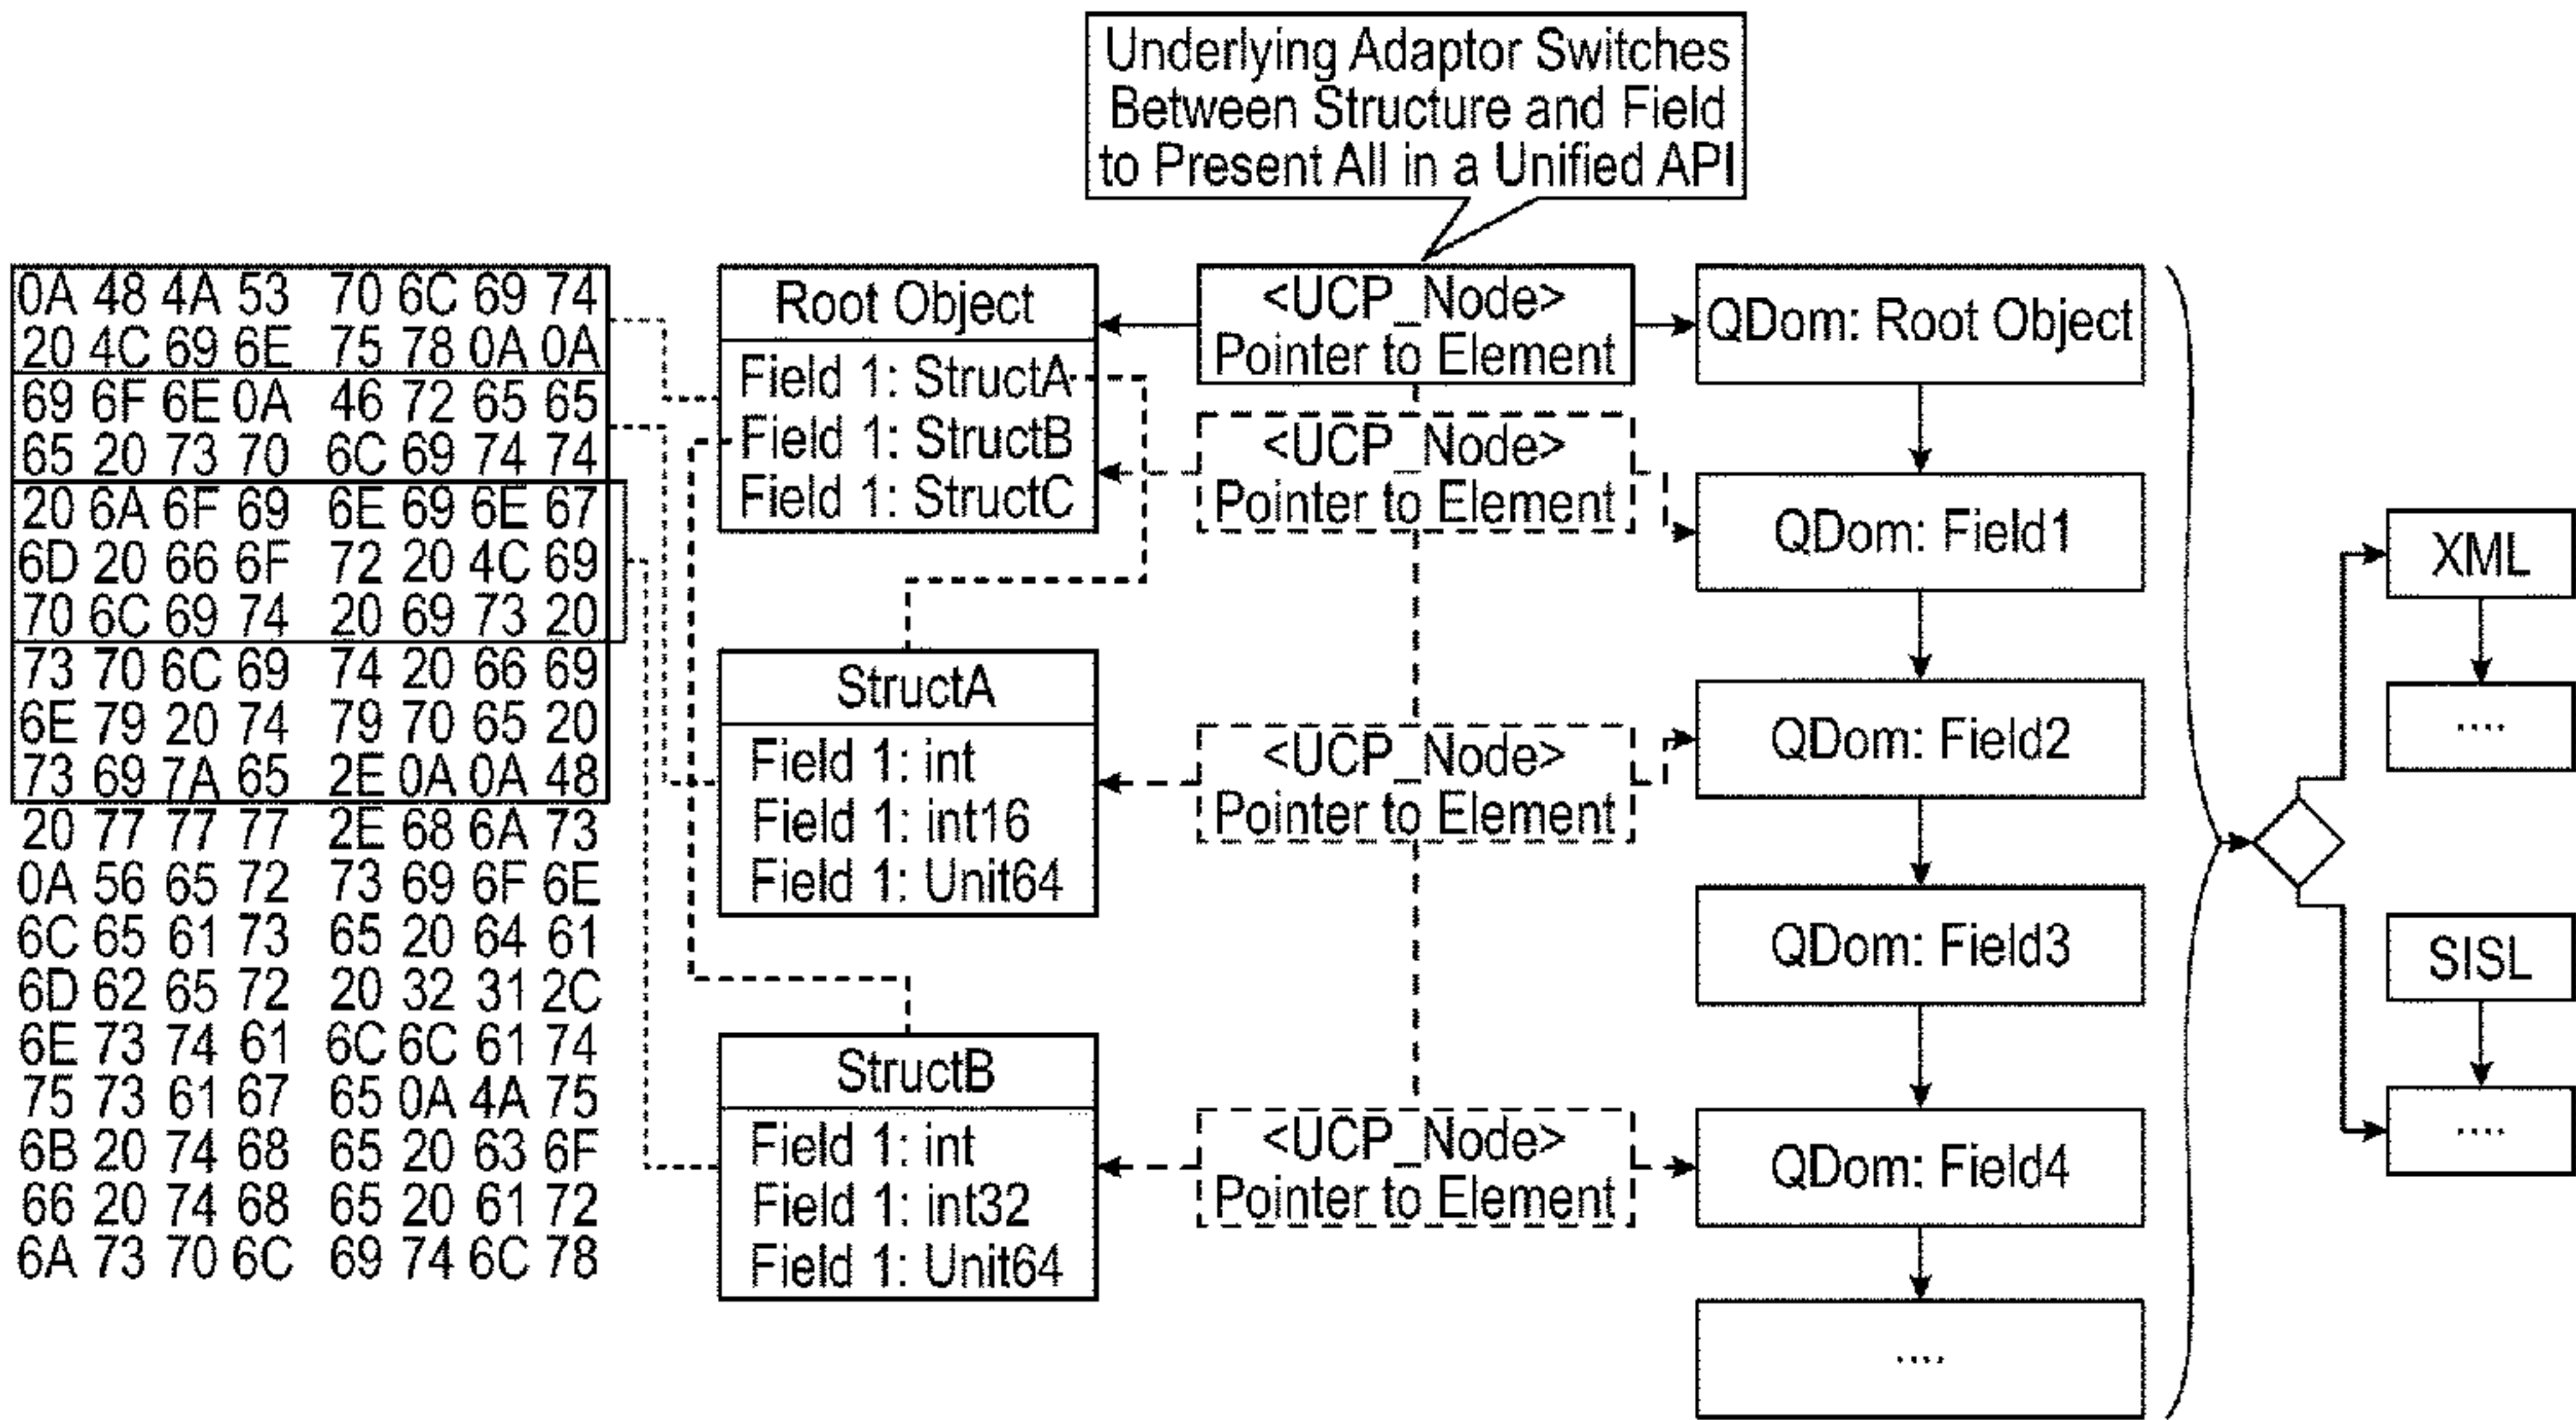 Underlying Adaptor Switches
Between Structure and Field
to Present All in a Unified API
0A 48 4A 53 70 6C 69 74
20 4C 69 6E 75 78 0A 0A
69 6F 6E 0A 46 72 65 65
65 20 73 70 6C 69 74 74
20 6A 6F 69 6E 69 6E 67
6D 20 66 6F 72 20 4C 69
70 6C 69 74 20 69 73 20
73 70 6C 69 74 20 66 69
6E 79 20 74 79 70 65 20
73 69 7A 65 2E 0A 0A 48
20 77 77 77 2E 68 6A 73
0A 56 65 72 73 69 6F 6E
6C 65 61 73 65 20 64 61
6D 62 65 72 20 32 31 2C
6E 73 74 61 6C 6C 61 74
75 73 61 67 65 0A 4A 75
6B 20 74 68 65 20 63 6F
66 20 74 68 65 20 61 72
6A 73 70 6C 69 74 6C 78
Root Object
Field 1: StructA
Field 1: StructB
Field 1: StructC
StructA
Field 1: int
Field 1: int16
Field 1: Unit64
StructB
Field 1: int
Field 1: int32
Field 1: Unit64
<UCP_Node>
Pointer to Element
<UCP_Node>
Pointer to Element
<UCP_Node>
Pointer to Element
<UCP_Node>
Pointer to Element
QDom: Root Object
QDom: Field1
QDom: Field2
QDom: Field3
QDom: Field4
....
XML
....
SISL
....